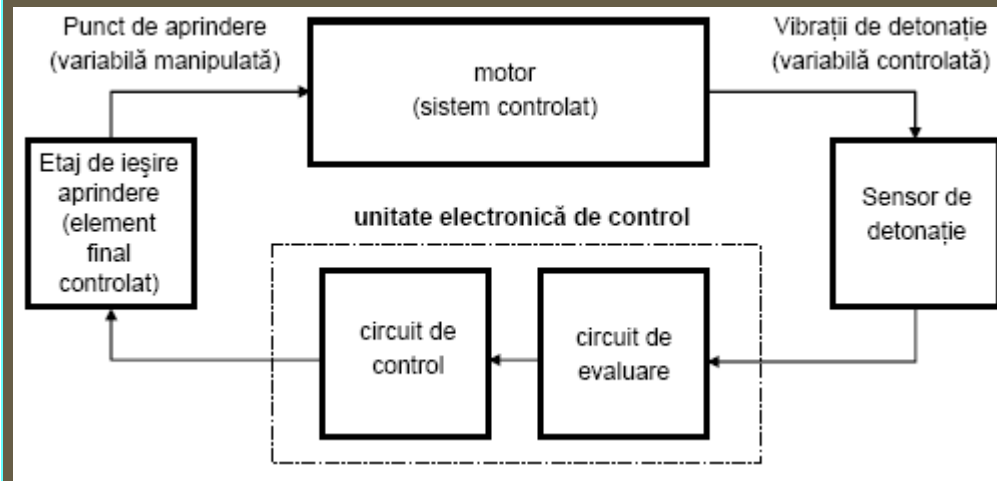 Punct de aprindere
(variabilă manipulată)
motor
(sistem controlat)
Vibrații de detonație
(variabilă controlată)
Etaj de ieşire
aprindere
(element
final
controlat)
Sensor de
detonație
unitate electronică de control
circuit de
control
circuit de
evaluare